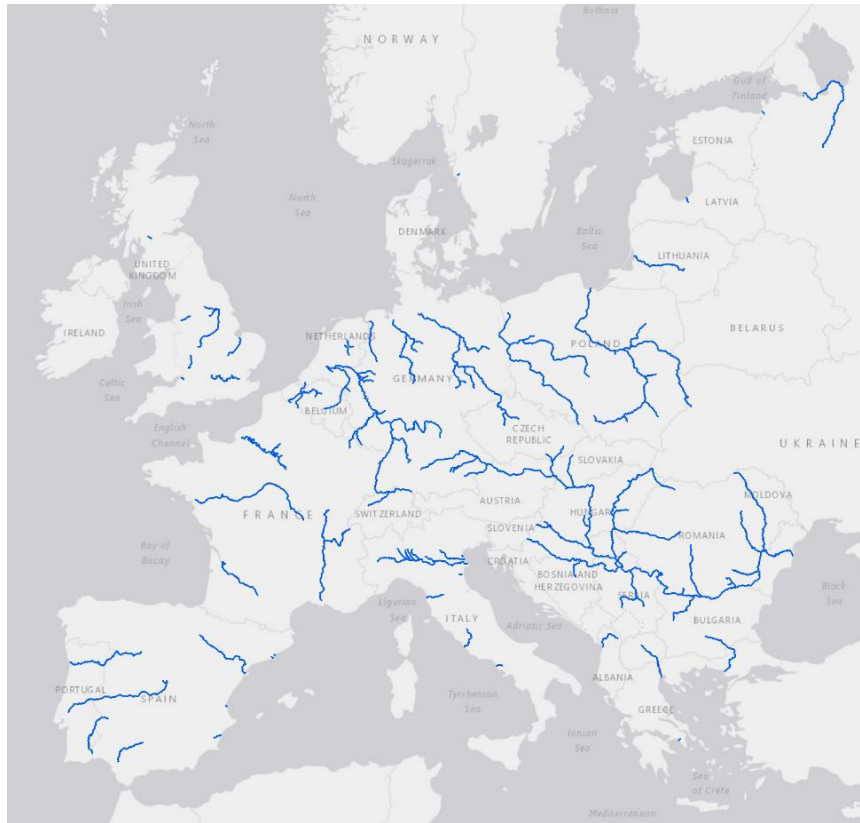 Bothnia
NORWAY
Gulf of
Finland
North
Sea
ESTONIA
Skagerrak
LATVIA
North
Sea
DENMARK
Baltic
Sea
LITHUANIA
UNITED
KINGDOM
Irish
Sea
IRELAND
NETHERLANDS
POLAND
BELARUS
Celtic
Sea
GERMANY
BELGIUM
English
Channel
CZECH
REPUBLIC
UKRAINE
SLOVAKIA
MOLDOVA
AUSTRIA
FRANCE
SWITZERLAND
HUNGARY
SLOVENIA
ROMANIA
Bay of
Biscay
CROATIA
BOSNIA AND
HERZEGOVINA
SERBIA
Black
Sea
Ligurian
Sea
ITALY
Adriatic Sea
BULGARIA
PORTUGAL
SPAIN
ALBANIA
Tyrrhenian
Sea
GREECE
Ionian
Sea
Sea
of Crete
Mediterranean